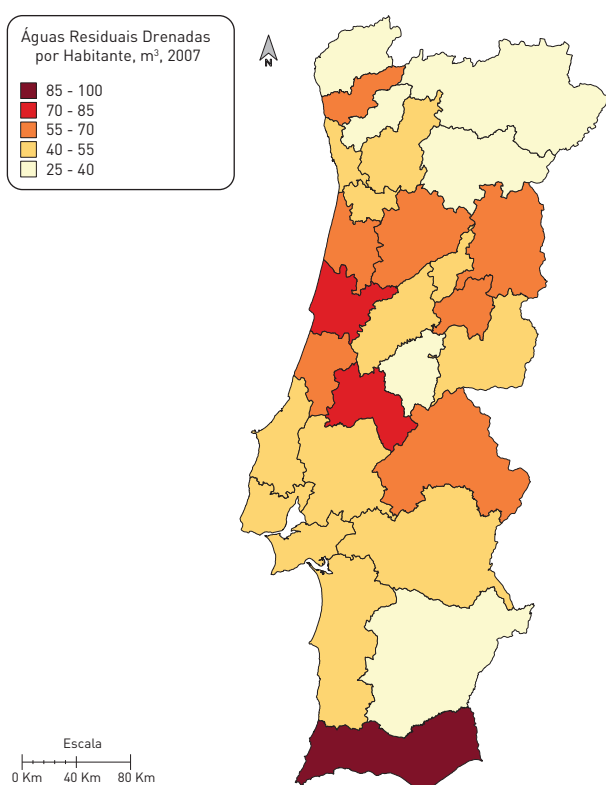 Águas Residuais Drenadas
por Habitante, m³, 2007
85 - 100
70 - 85
55 - 70
40 - 55
25 - 40
N
Escala
0 Km 40 Km 80 Km